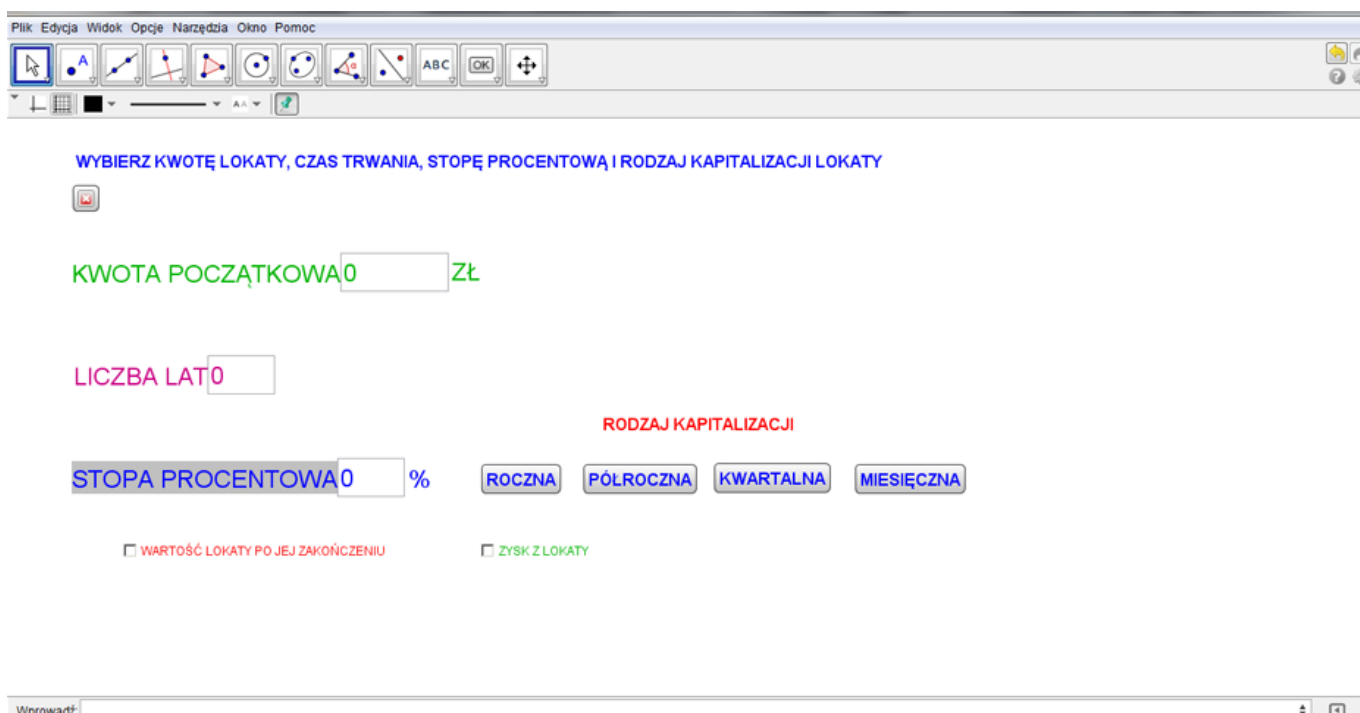 Plik Edycja Widok Opcje Narzędzia Okno Pomoc
A α ABC OK
AA
WYBIERZ KWOTĘ LOKATY, CZAS TRWANIA, STOPĘ PROCENTOWĄ I RODZAJ KAPITALIZACJI LOKATY
KWOTA POCZĄTKOWA 0 ZŁ
LICZBA LAT 0
RODZAJ KAPITALIZACJI
STOPA PROCENTOWA 0 % ROCZNA PÓŁROCZNA KWARTALNA MIESIĘCZNA
WARTOŚĆ LOKATY PO JEJ ZAKOŃCZENIU ZYSK Z LOKATY
Wprowadź: